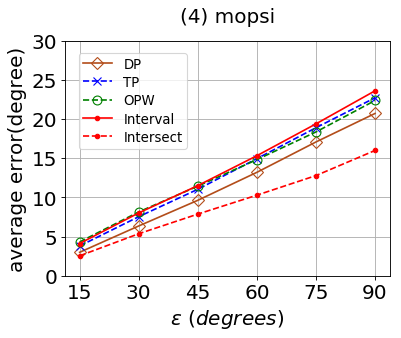 (4) mopsi
average error(degree)
30
25
20
15
10
5
0
DP
TP
OPW
Interval
Intersect
15 30 45 60 75 90
ε (degrees)